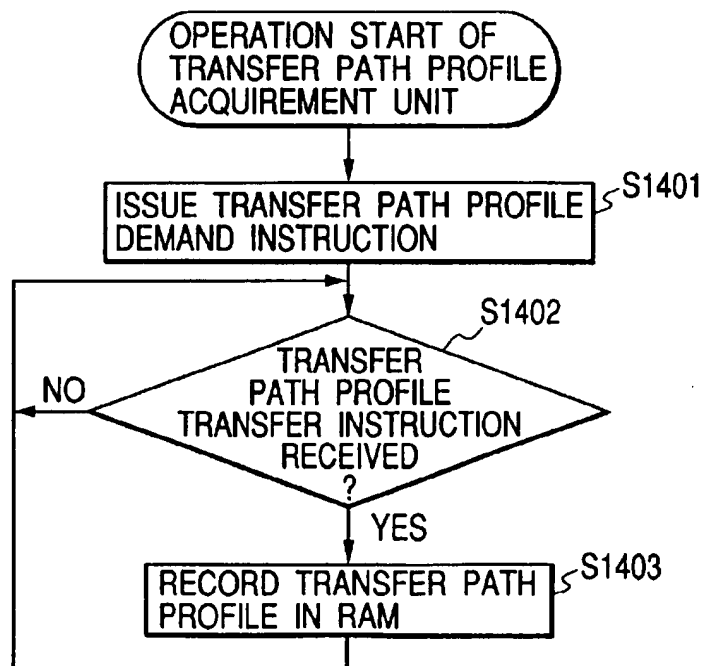 OPERATION START OF
TRANSFER PATH PROFILE
ACQUIREMENT UNIT
ISSUE TRANSFER PATH PROFILE
DEMAND INSTRUCTION
S1401
S1402
TRANSFER
PATH PROFILE
TRANSFER INSTRUCTION
RECEIVED
?
NO
YES
RECORD TRANSFER PATH
PROFILE IN RAM
S1403